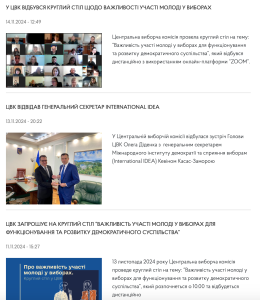 У ЦВК ВІДБУВСЯ КРУГЛИЙ СТІЛ ЩОДО ВАЖЛИВОСТІ УЧАСТІ МОЛОДІ У ВИБОРАХ
14.11.2024 - 12:49
Центральна виборча комісія провела круглий стіл на тему:
"Важливість участі молоді у виборах для функціонування
та розвитку демократичного суспільства", який відбувся
дистанційно з використанням онлайн-платформи "ZOOM".
ЦВК ВІДВІДАВ ГЕНЕРАЛЬНИЙ СЕКРЕТАР INTERNATIONAL IDEA
13.11.2024 - 20:22
У Центральній виборчій комісії відбулася зустріч Голови
ЦВК Олега Діденка з генеральним секретарем
Міжнародного інституту демократії та сприяння виборам
(International IDEA) Кевіном Касас-Заморою
ЦВК ЗАПРОШУЄ НА КРУГЛИЙ СТІЛ "ВАЖЛИВІСТЬ УЧАСТІ МОЛОДІ У ВИБОРАХ ДЛЯ
ФУНКЦІОНУВАННЯ ТА РОЗВИТКУ ДЕМОКРАТИЧНОГО СУСПІЛЬСТВА"
11.11.2024 - 15:27
Про важливість участі
молоді у виборах.
13 листопада 2024 року Центральна виборча комісія
проведе круглий стіл на тему: "Важливість участі молоді у
виборах для функціонування та розвитку демократичного
суспільства", який розпочнеться о 10:00 та відбудеться
дистанційно